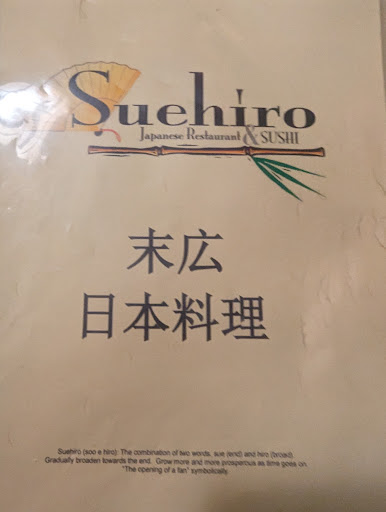 Suehiro
Japanese Restaurant & SUSHI
末広
日本料理
Suehiro (soo e hiro): The combination of two words, sue (end) and hiro (broad).
Gradually broaden towards the end. Grow more and more prosperous as time goes on.
"The opening of a fan" symbolically.